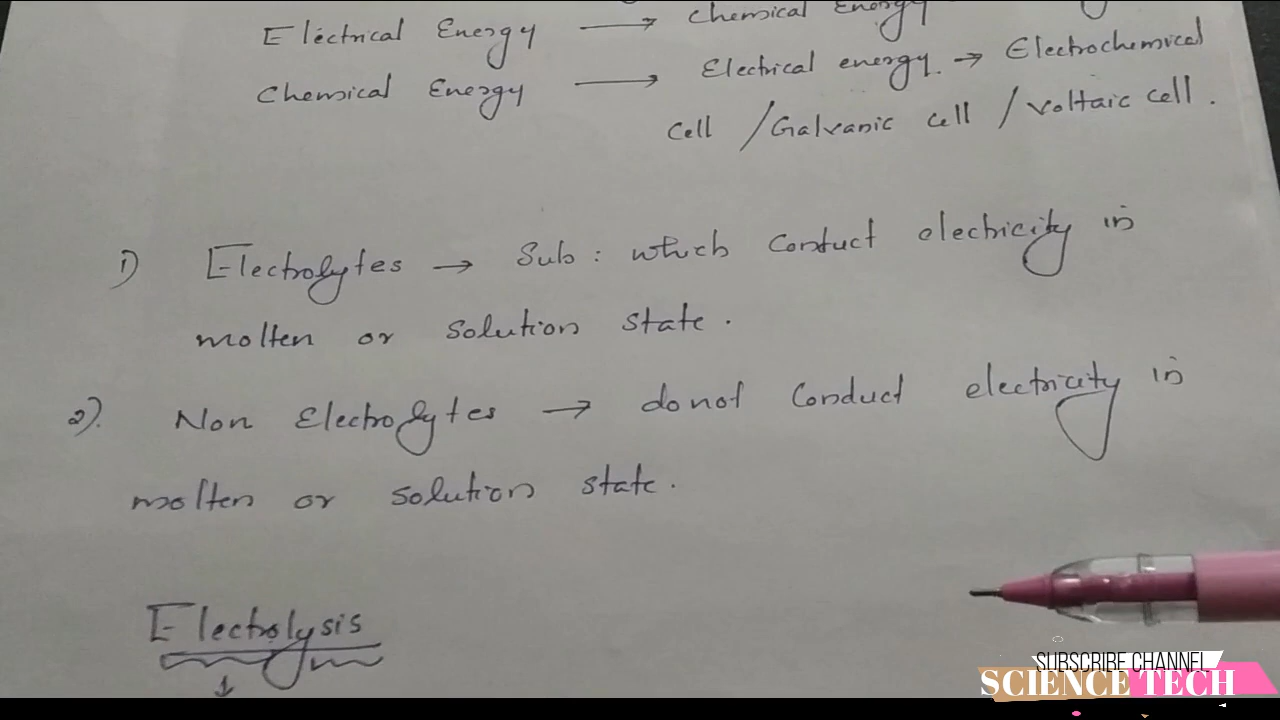 Electrical Energy → Chemical Energy
Chemical Energy → Electrical energy. → Electrochemical
cell / Galvanic cell / voltaic cell.
1) Electrolytes → Sub: which conduct electricity in
molten or solution state.
2). Non Electrolytes → do not conduct electricity in
molten or solution state.
Electrolysis
SUBSCRIBE CHANNEL
SCIENCE TECH